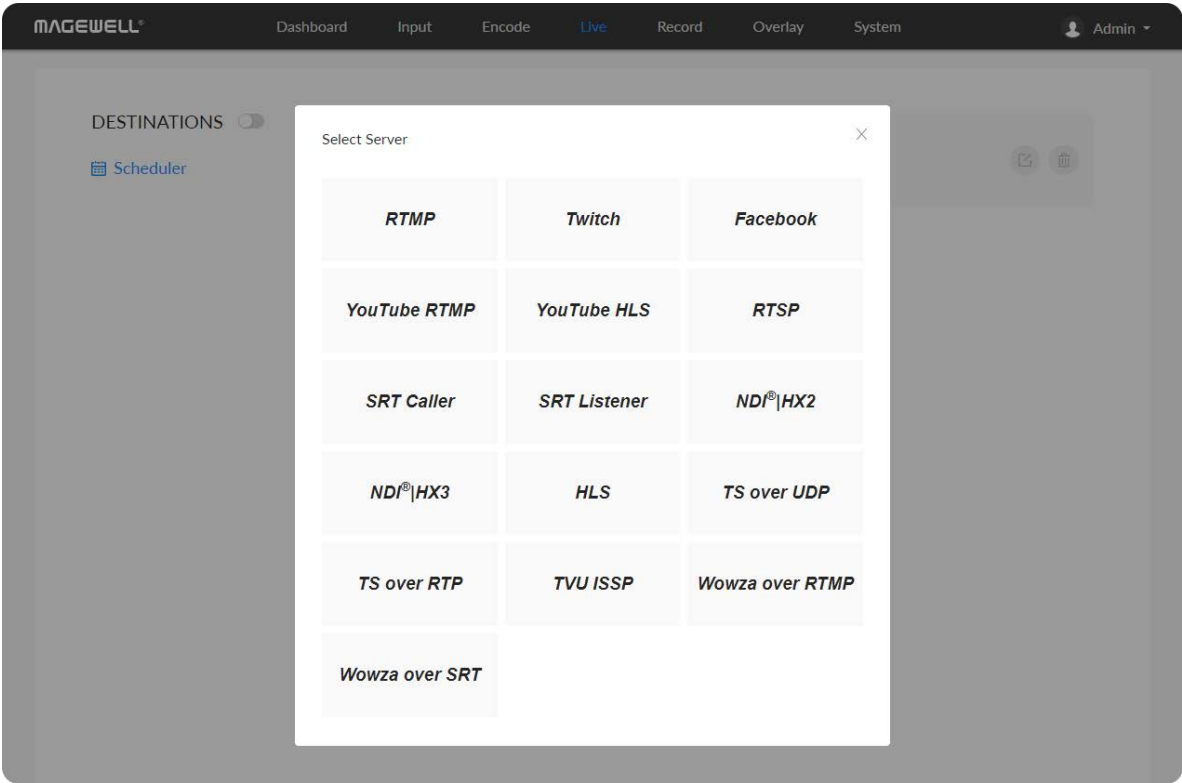 MAGEWELL®
Dashboard Input Encode Live Record Overlay System Admin
DESTINATIONS
Scheduler
Select Server
RTMP Twitch Facebook
YouTube RTMP YouTube HLS RTSP
SRT Caller SRT Listener NDI®|HX2
NDI®|HX3 HLS TS over UDP
TS over RTP TVU ISSP Wowza over RTMP
Wowza over SRT